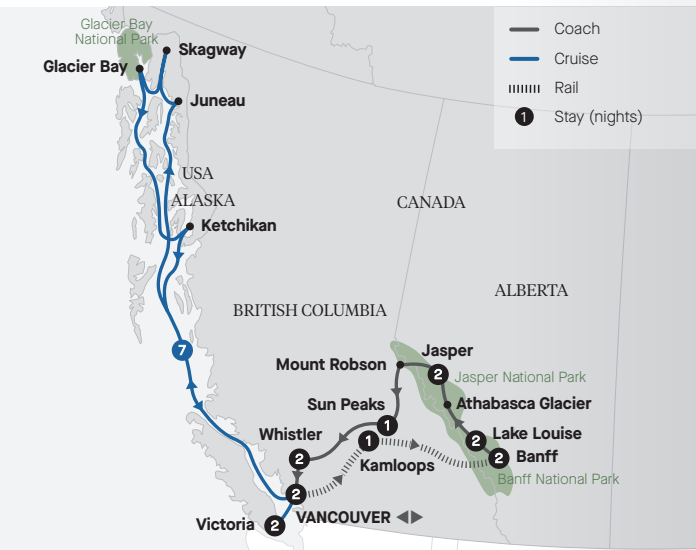 Glacier Bay
National Park
Skagway
Glacier Bay
Juneau
USA
ALASKA
Ketchikan
Coach
Cruise
Rail
1 Stay (nights)
CANADA
ALBERTA
BRITISH COLUMBIA
7
Mount Robson
Jasper
2
Jasper National Park
Sun Peaks
1
Athabasca Glacier
Whistler
2
1
Kamloops
2
Lake Louise
2
Banff
Banff National Park
2
VANCOUVER
Victoria
2